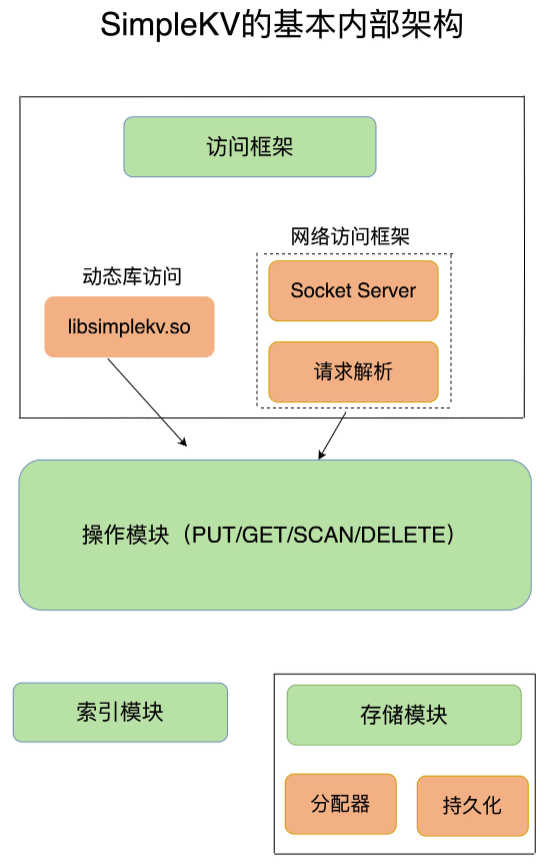 SimpleKV的基本内部架构
访问框架
网络访问框架
动态库访问
Socket Server
libsimplekv.so
请求解析
操作模块（PUT/GET/SCAN/DELETE）
索引模块
存储模块
分配器
持久化